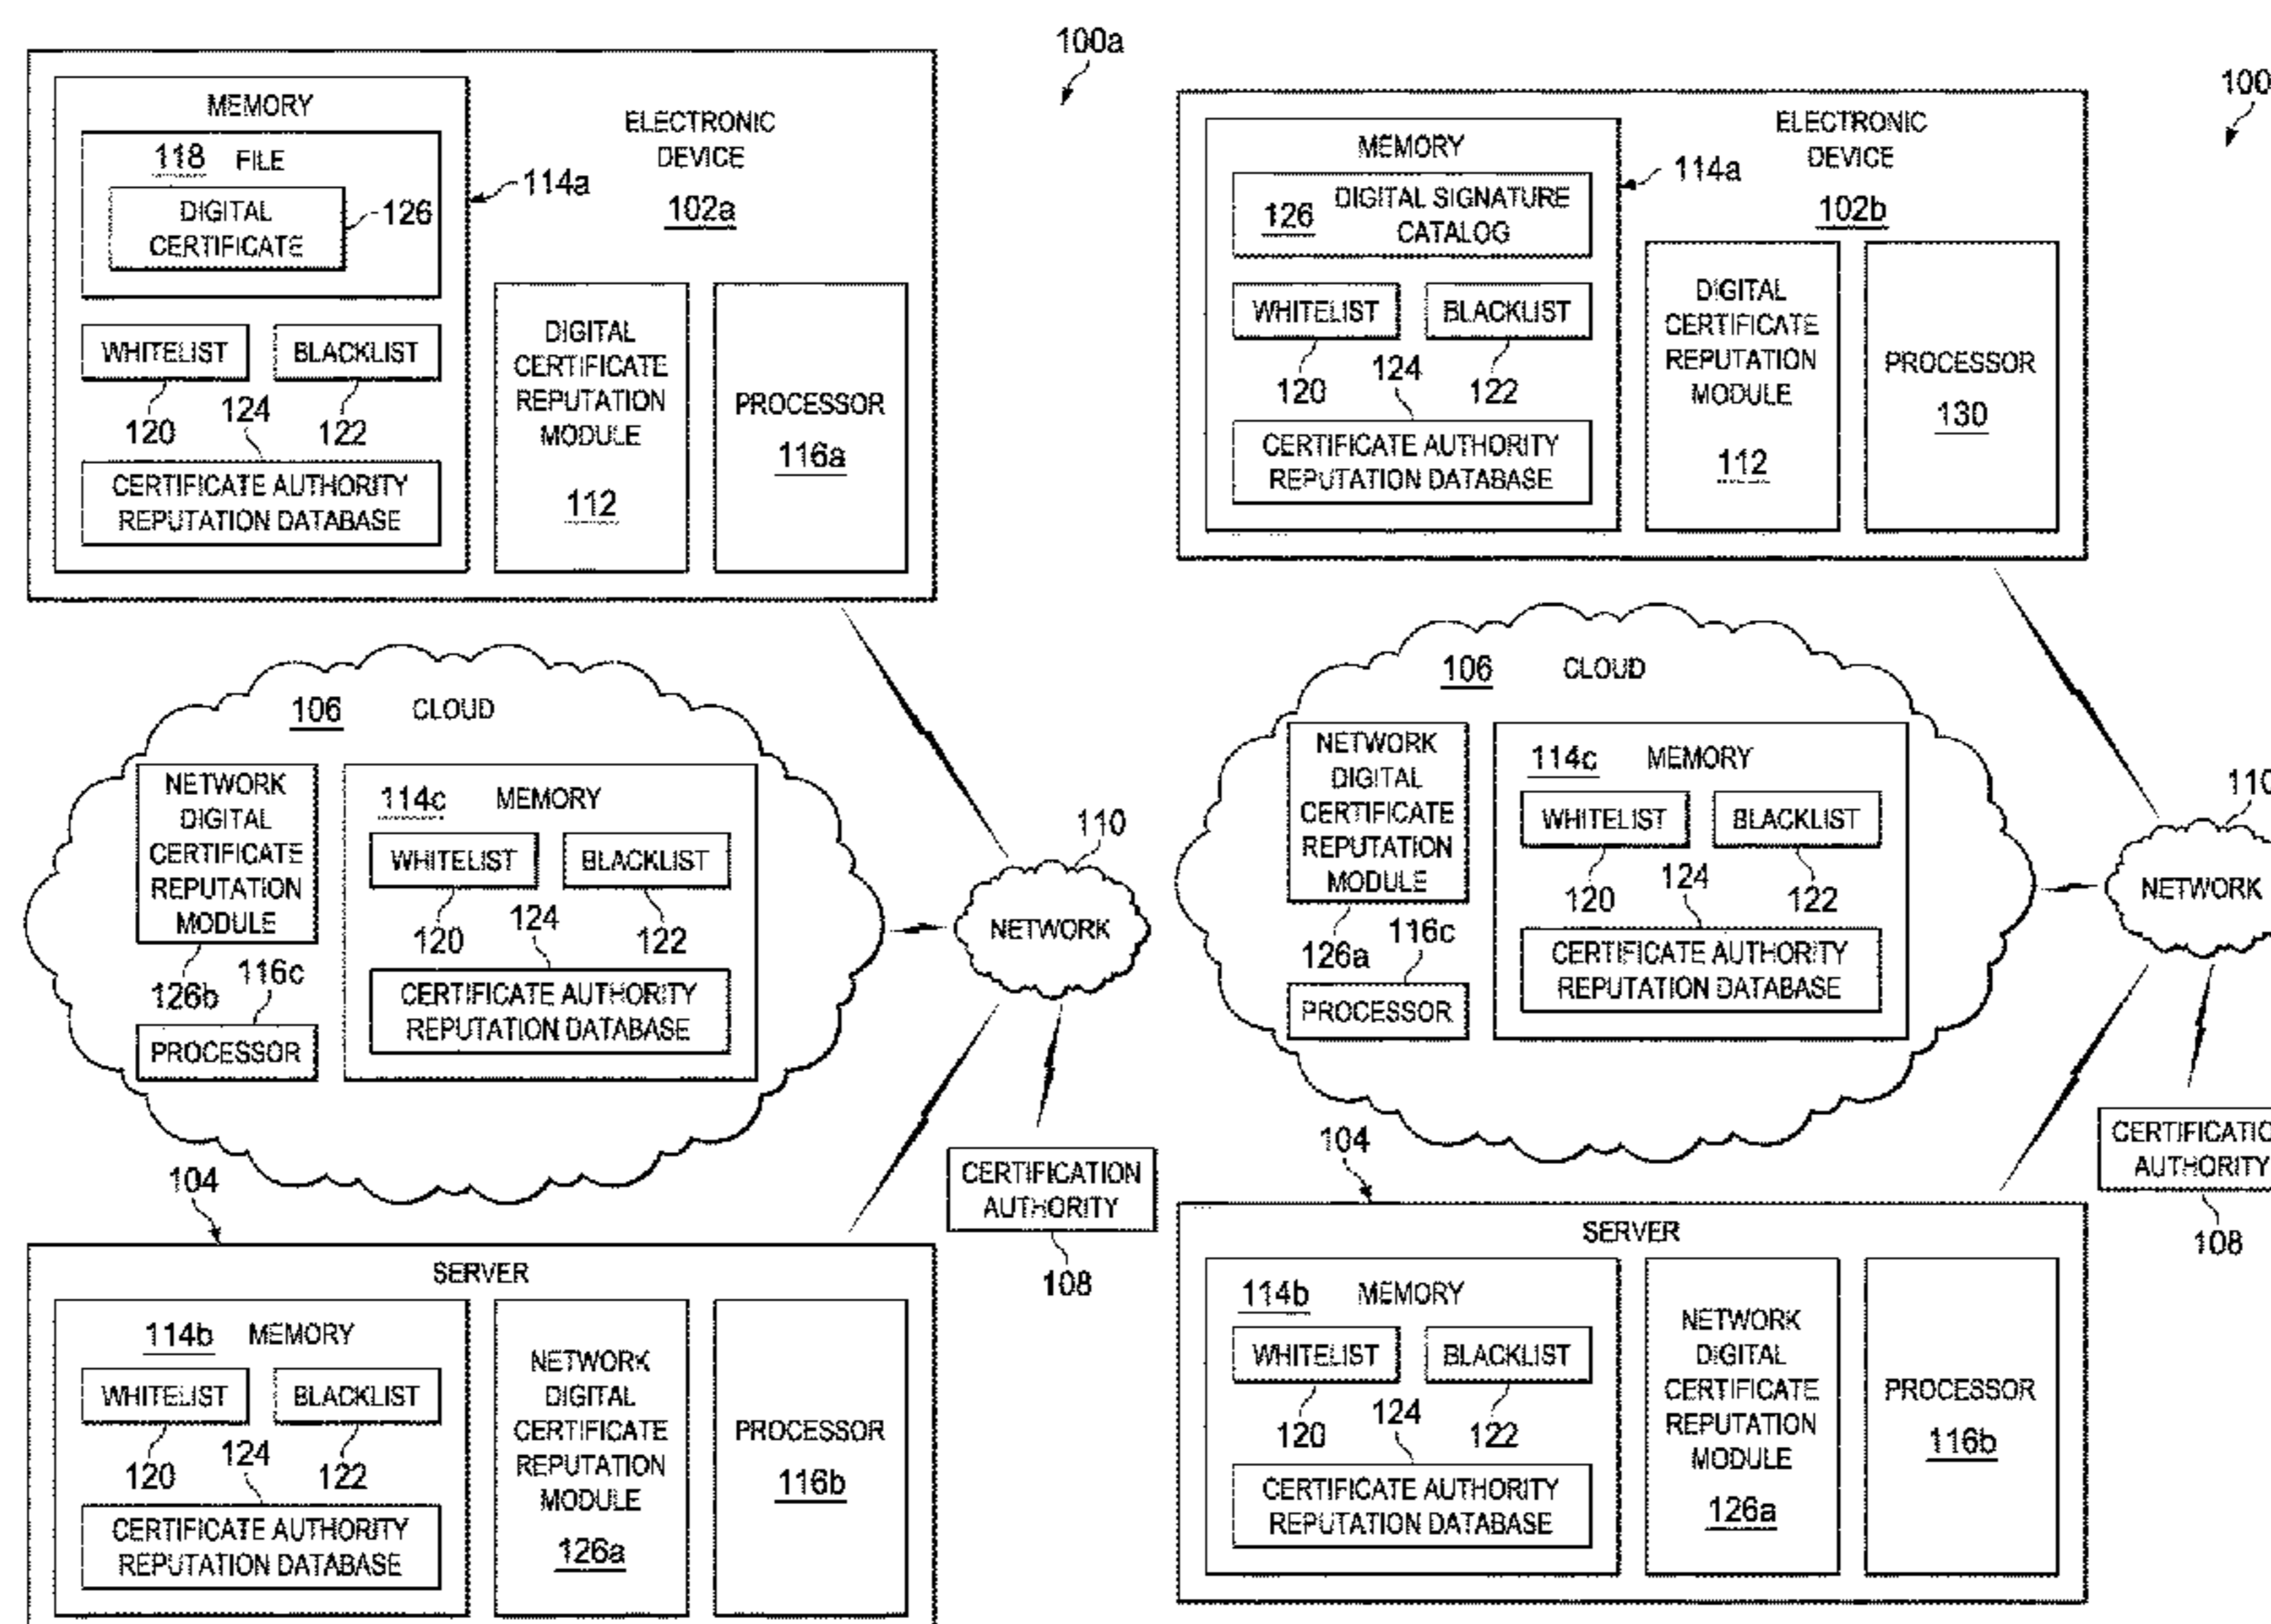 100a
MEMORY
118 FILE
DIGITAL
CERTIFICATE
126
114a
ELECTRONIC
DEVICE
102a
WHITELIST
BLACKLIST
120
124
122
CERTIFICATE AUTHORITY
REPUTATION DATABASE
DIGITAL
CERTIFICATE
REPUTATION
MODULE
112
PROCESSOR
116a
106 CLOUD
NETWORK
DIGITAL
CERTIFICATE
REPUTATION
MODULE
126b
116c
PROCESSOR
114c MEMORY
WHITELIST
BLACKLIST
120
124
122
CERTIFICATE AUTHORITY
REPUTATION DATABASE
110
NETWORK
CERTIFICATION
AUTHORITY
108
104
SERVER
114b MEMORY
WHITELIST
BLACKLIST
120
124
122
CERTIFICATE AUTHORITY
REPUTATION DATABASE
NETWORK
DIGITAL
CERTIFICATE
REPUTATION
MODULE
126a
PROCESSOR
116b
100
MEMORY
126 DIGITAL SIGNATURE
CATALOG
114a
ELECTRONIC
DEVICE
102b
WHITELIST
BLACKLIST
120
124
122
CERTIFICATE AUTHORITY
REPUTATION DATABASE
DIGITAL
CERTIFICATE
REPUTATION
MODULE
112
PROCESSOR
130
106 CLOUD
NETWORK
DIGITAL
CERTIFICATE
REPUTATION
MODULE
126a
116c
PROCESSOR
114c MEMORY
WHITELIST
BLACKLIST
120
124
122
CERTIFICATE AUTHORITY
REPUTATION DATABASE
110
NETWORK
CERTIFICATIO
AUTHORITY
108
104
SERVER
114b MEMORY
WHITELIST
BLACKLIST
120
124
122
CERTIFICATE AUTHORITY
REPUTATION DATABASE
NETWORK
DIGITAL
CERTIFICATE
REPUTATION
MODULE
126a
PROCESSOR
116b